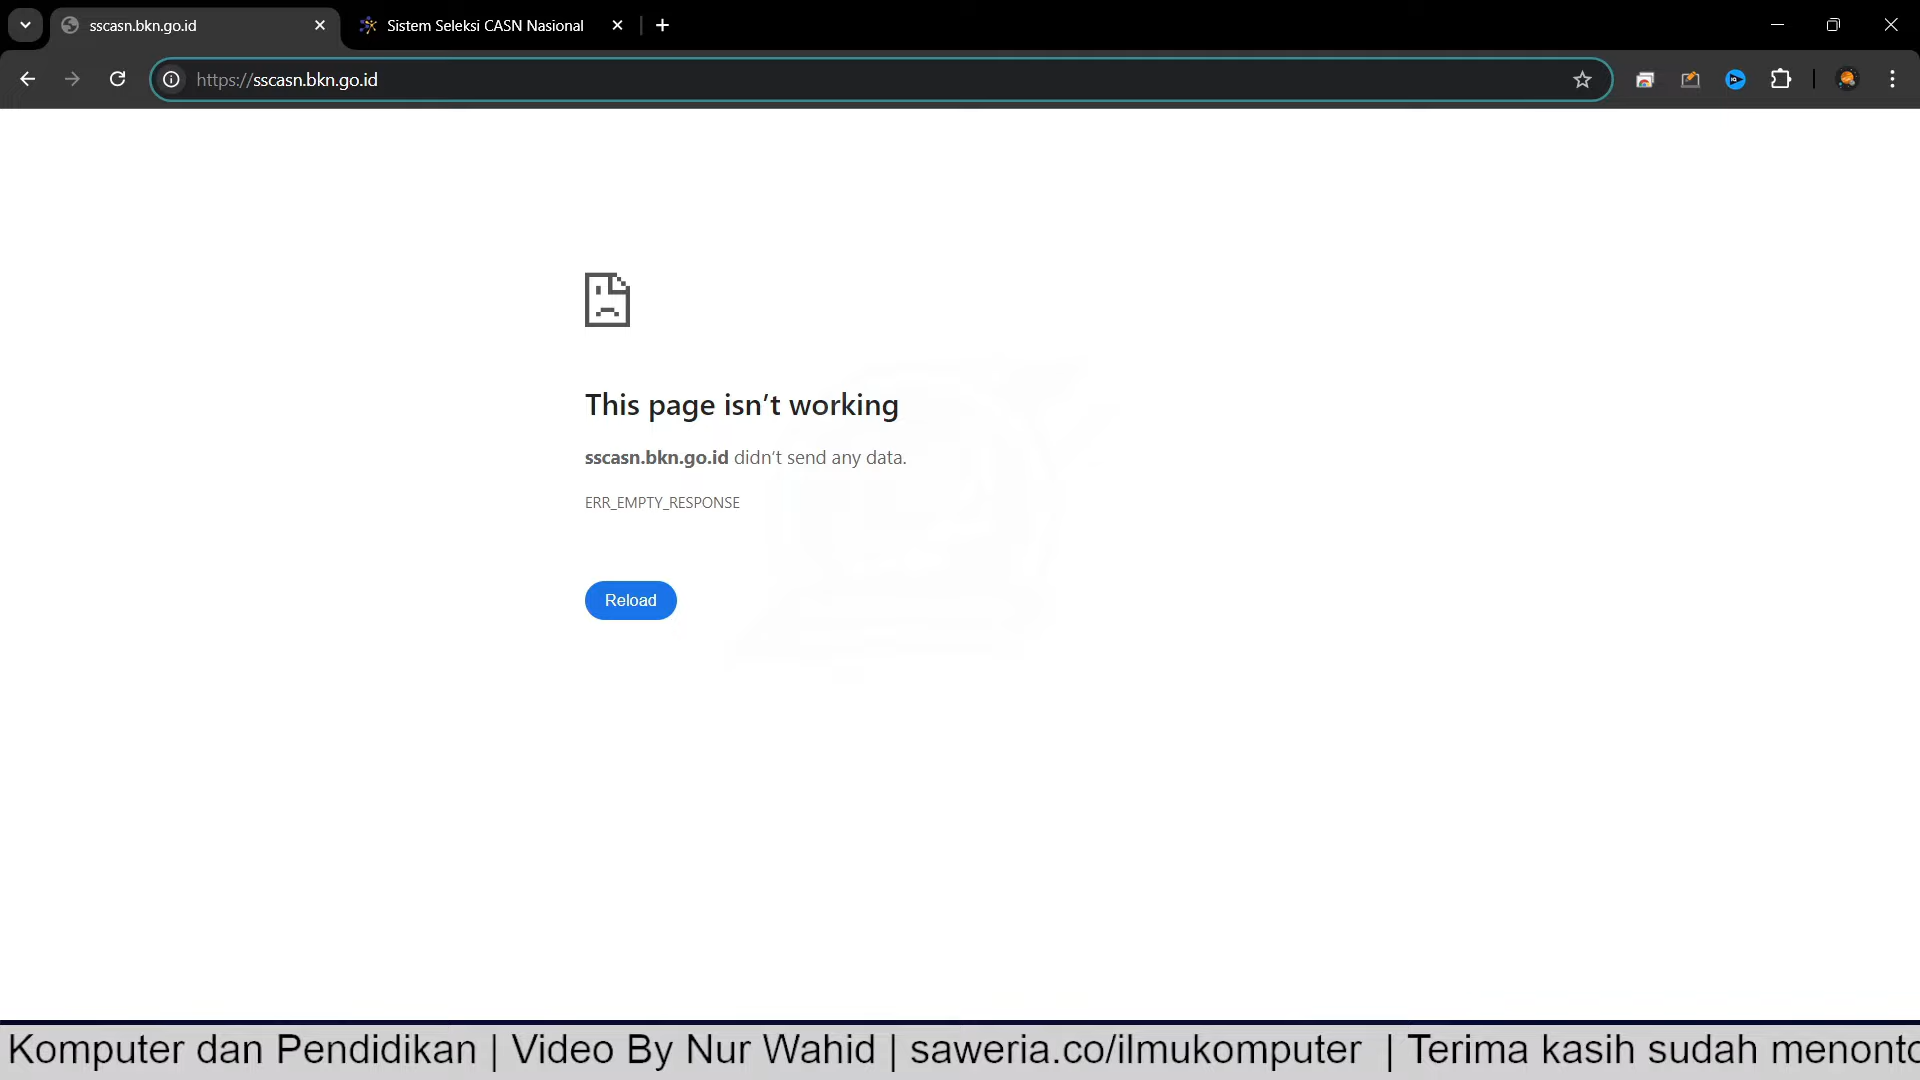 sscasn.bkn.go.id
Sistem Seleksi CASN Nasional
https://sscasn.bkn.go.id
This page isn’t working
sscasn.bkn.go.id didn’t send any data.
ERR_EMPTY_RESPONSE
Reload
Komputer dan Pendidikan | Video By Nur Wahid | saweria.co/ilmukomputer | Terima kasih sudah menonto